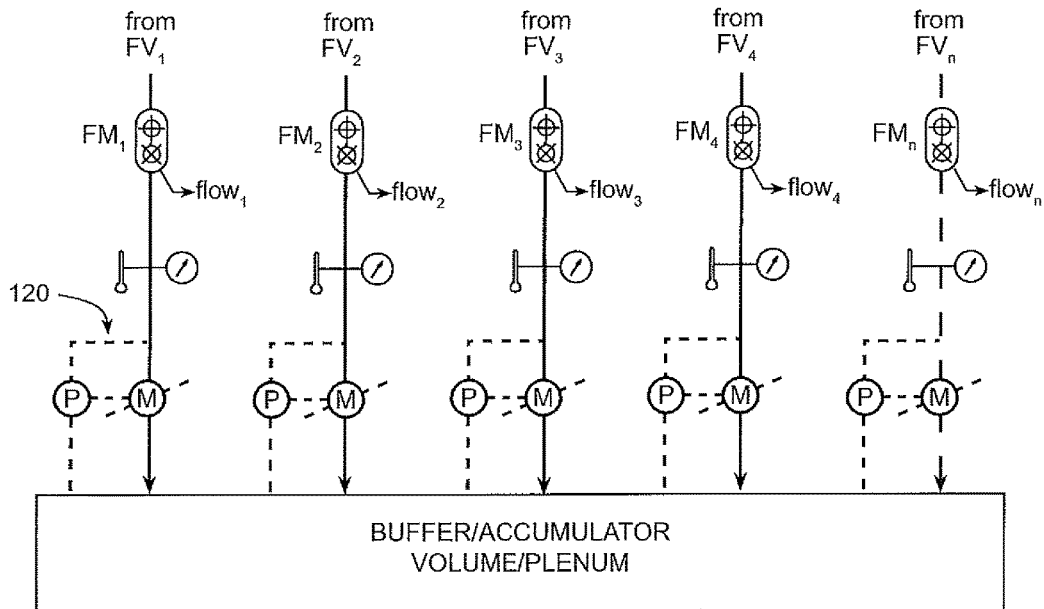 from from from from from
FV₁ FV₂ FV₃ FV₄ FVₙ
FM₁ FM₂ FM₃ FM₄ FMₙ
flow₁ flow₂ flow₃ flow₄ flowₙ
120
P M P M P M P M P M
BUFFER/ACCUMULATOR
VOLUME/PLENUM